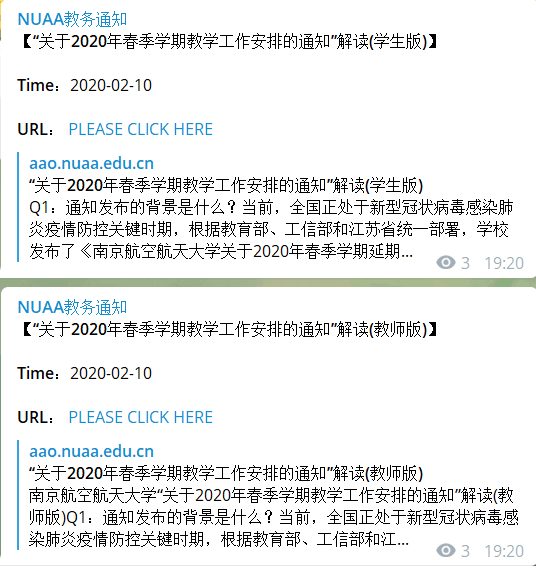 NUAA教务通知
【“关于2020年春季学期教学工作安排的通知”解读(学生版)】
Time：2020-02-10
URL： PLEASE CLICK HERE
aao.nuaa.edu.cn
“关于2020年春季学期教学工作安排的通知”解读(学生版)
Q1：通知发布的背景是什么？当前，全国正处于新型冠状病毒感染肺
炎疫情防控关键时期，根据教育部、工信部和江苏省统一部署，学校
发布了《南京航空航天大学关于2020年春季学期延期...
3 19:20
NUAA教务通知
【“关于2020年春季学期教学工作安排的通知”解读(教师版)】
Time：2020-02-10
URL： PLEASE CLICK HERE
aao.nuaa.edu.cn
“关于2020年春季学期教学工作安排的通知”解读(教师版)
南京航空航天大学“关于2020年春季学期教学工作安排的通知”解读(教
师版)Q1：通知发布的背景是什么？当前，全国正处于新型冠状病毒感
染肺炎疫情防控关键时期，根据教育部、工信部和江...
3 19:20